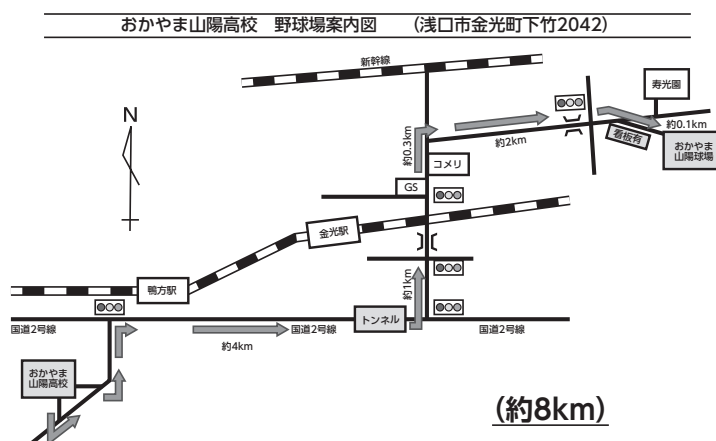 おかやま山陽高校　野球場案内図　（浅口市金光町下竹2042）
新幹線
N
寿光園
約0.1km
看板有
おかやま
山陽球場
約2km
約0.3km
コメリ
GS
金光駅
鴨方駅
約1km
国道2号線
国道2号線
トンネル
国道2号線
約4km
おかやま
山陽高校
(約8km)